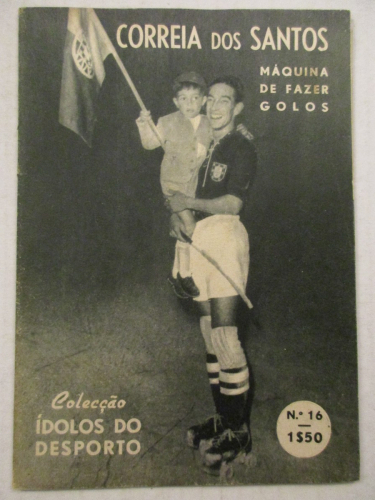 CORREIA DOS SANTOS
MÁQUINA
DE FAZER
GOLOS
Colecção
ÍDOLOS DO
DESPORTO
N.º 16
1$50